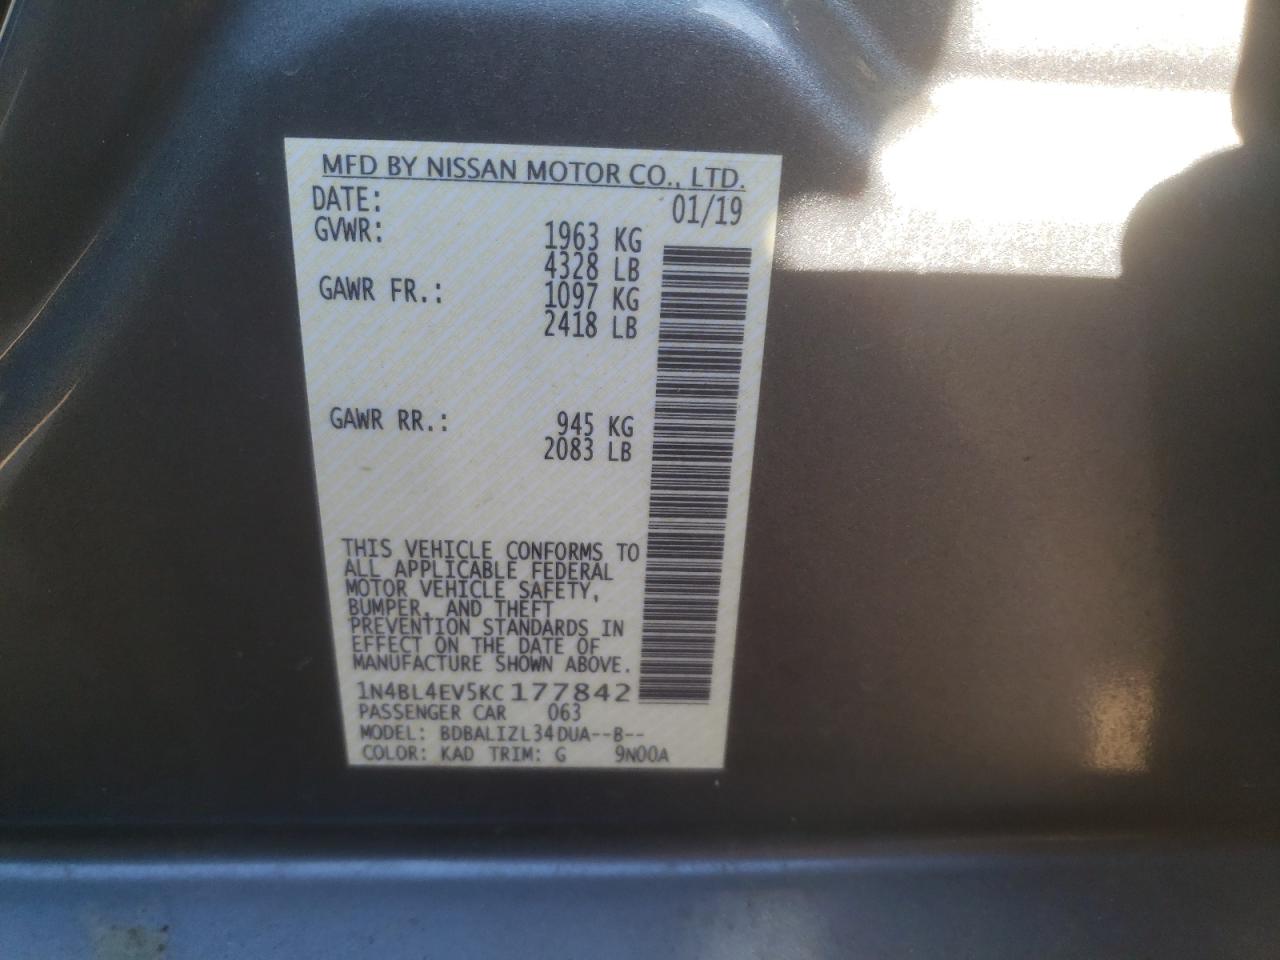 MFD BY NISSAN MOTOR CO., LTD.
DATE: 01/19
GVWR: 1963 KG
4328 LB
GAWR FR.: 1097 KG
2418 LB
GAWR RR.: 945 KG
2083 LB
THIS VEHICLE CONFORMS TO
ALL APPLICABLE FEDERAL
MOTOR VEHICLE SAFETY,
BUMPER, AND THEFT
PREVENTION STANDARDS IN
EFFECT ON THE DATE OF
MANUFACTURE SHOWN ABOVE.
1N4BL4EV5KC177842
PASSENGER CAR 063
MODEL: BDBALIZL34DUA--B--
COLOR: KAD TRIM: G 9N00A